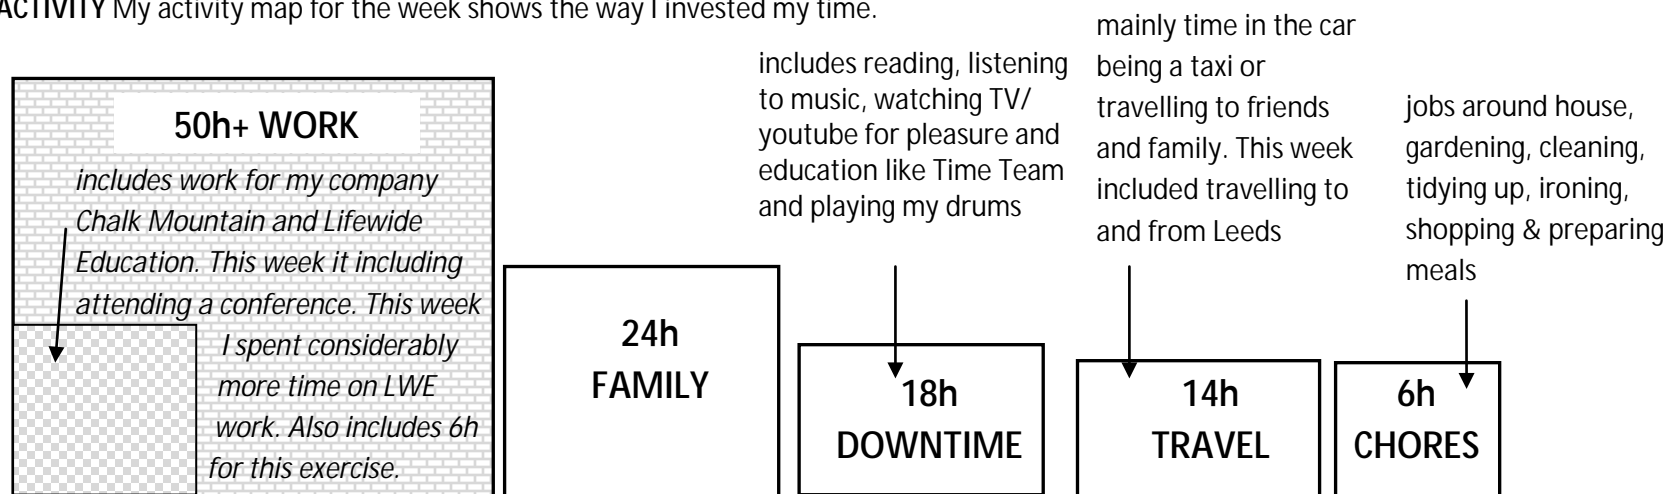 ACTIVITY My activity map for the week shows the way I invested my time.
50h+ WORK
includes work for my company
Chalk Mountain and Lifewide
Education. This week it including
attending a conference. This week
I spent considerably
more time on LWE
work. Also includes 6h
for this exercise.
24h
FAMILY
includes reading, listening
to music, watching TV/
youtube for pleasure and
education like Time Team
and playing my drums
18h
DOWNTIME
mainly time in the car
being a taxi or
travelling to friends
and family. This week
included travelling to
and from Leeds
14h
TRAVEL
jobs around house,
gardening, cleaning,
tidying up, ironing,
shopping & preparing
meals
6h
CHORES